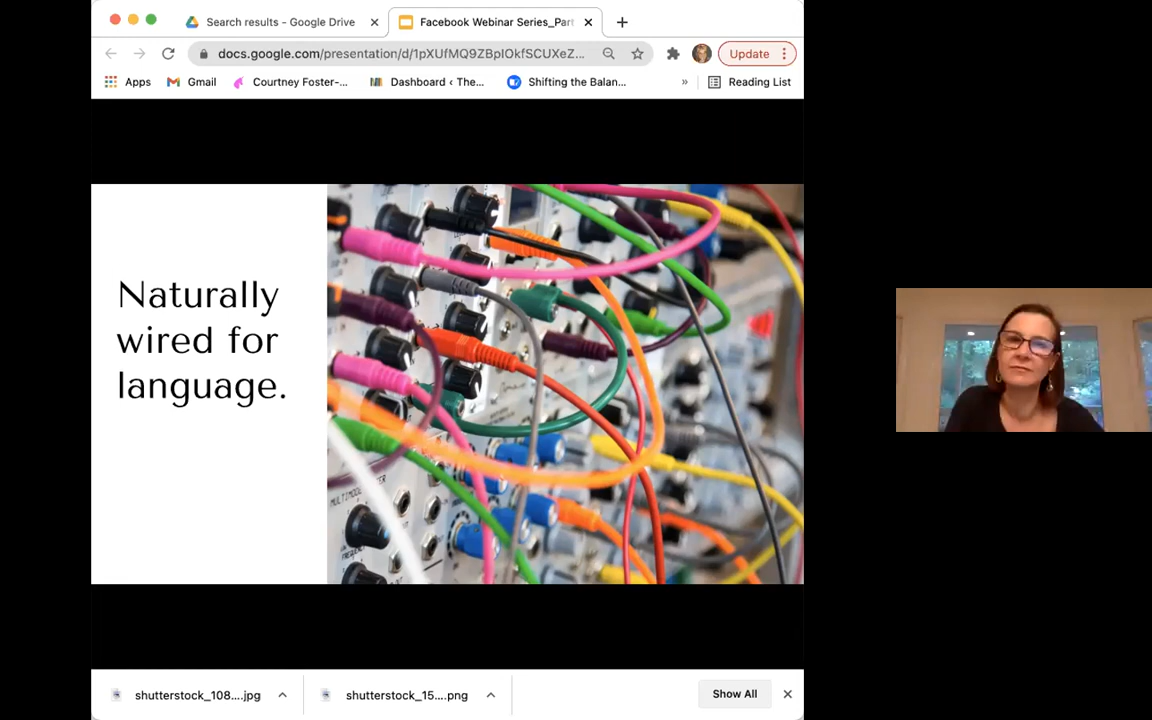 Search results - Google Drive
Facebook Webinar Series_Part
docs.google.com/presentation/d/1pXUfMQ9ZBpIOkfSCUXeZ...
Update
Apps
Gmail
Courtney Foster-...
Dashboard ‹ The...
Shifting the Balan...
»
Reading List
Naturally
wired for
language.
FREQUENCY
shutterstock_108....jpg
shutterstock_15....png
Show All